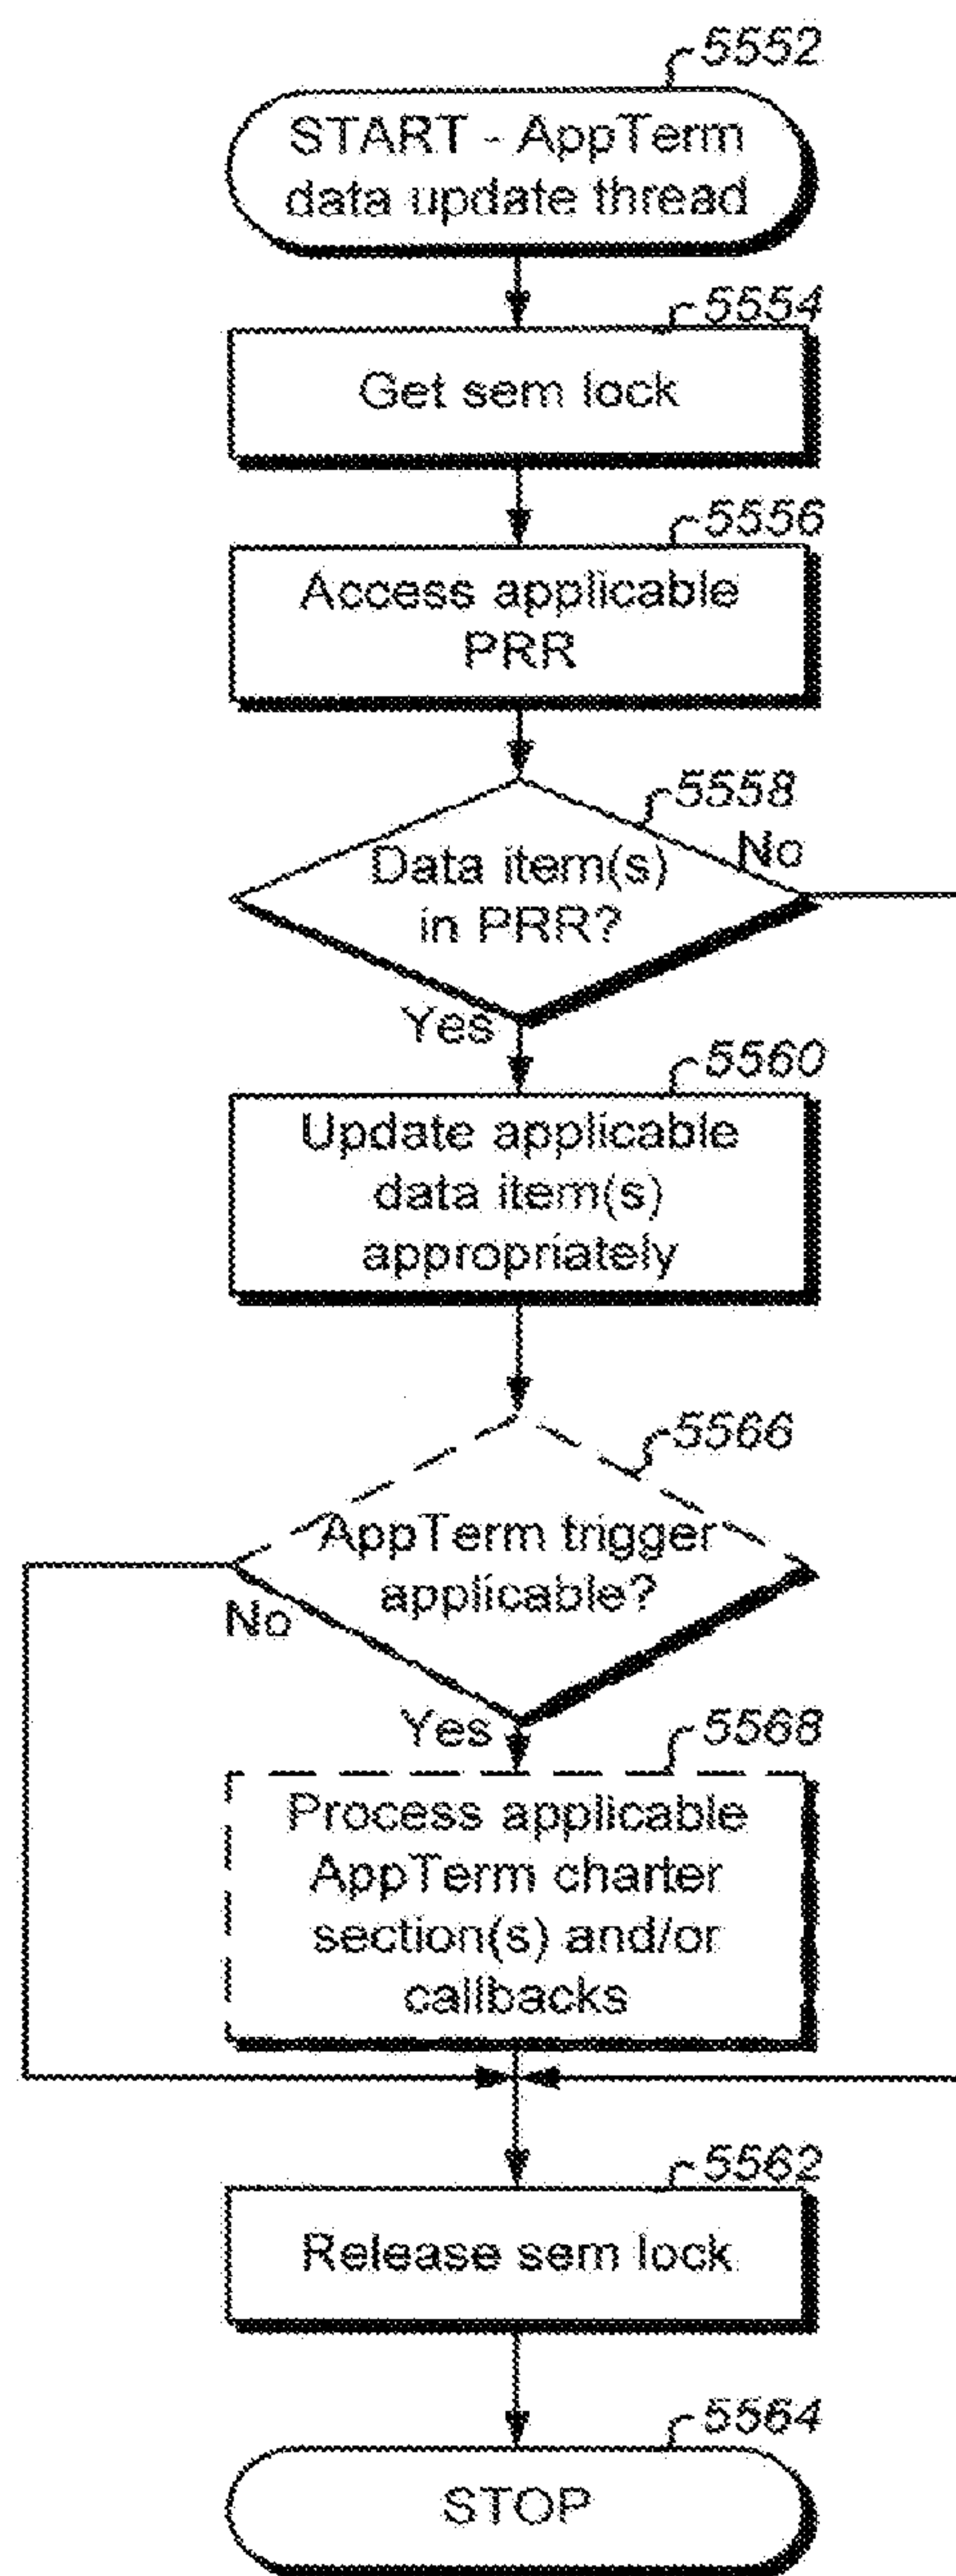 5552
START - AppTerm
data update thread
5554
Get sem lock
5556
Access applicable
PRR
5558
No
Data item(s)
in PRR?
Yes
5560
Update applicable
data item(s)
appropriately
5566
AppTerm trigger
applicable?
No
Yes
5568
Process applicable
AppTerm charter
section(s) and/or
callbacks
5562
Release sem lock
5564
STOP